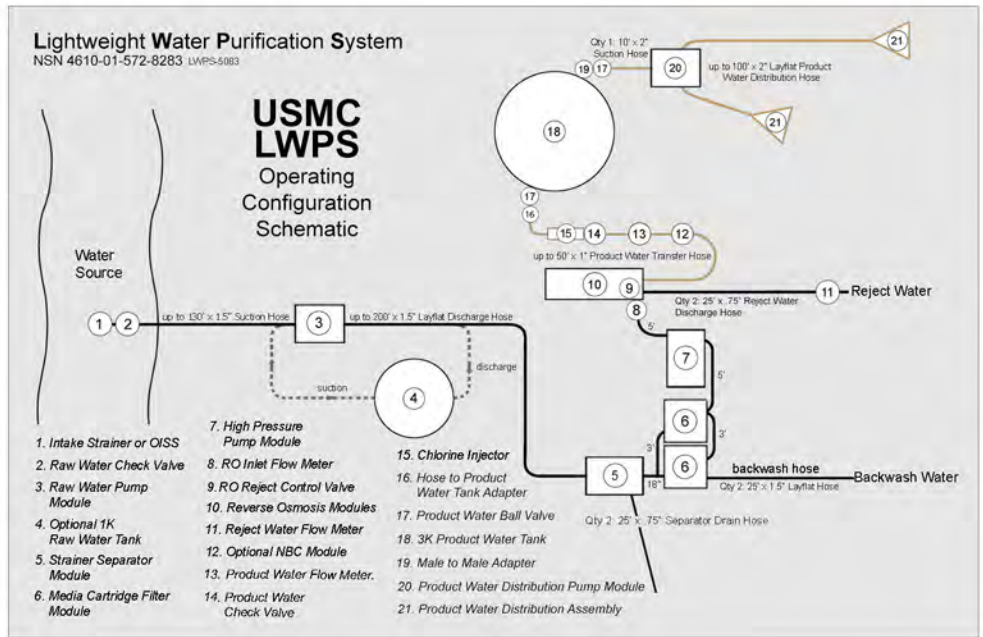 Lightweight Water Purification System
NSN 4610-01-572-8283 LWPS-5083
USMC
LWPS
Operating
Configuration
Schematic
Qty 1: 10' x 2"
Suction Hose
19
17
20
21
up to 100' x 2" Layflat Product
Water Distribution Hose
21
18
17
16
15
14
13
12
up to 50' x 1" Product Water Transfer Hose
10
9
11
Reject Water
Qty 2: 25' x .75" Reject Water
Discharge Hose
8
5'
7
5'
Water
Source
1
2
up to 130' x 1.5" Suction Hose
3
up to 200' x 1.5" Layflat Discharge Hose
suction
discharge
4
6
3'
3'
5
18"
6
backwash hose
Backwash Water
Qty 2: 25' x 1.5" Layflat Hose
Qty 2: 25' x .75" Separator Drain Hose
1. Intake Strainer or OISS
2. Raw Water Check Valve
3. Raw Water Pump
Module
4. Optional 1K
Raw Water Tank
5. Strainer Separator
Module
6. Media Cartridge Filter
Module
7. High Pressure
Pump Module
8. RO Inlet Flow Meter
9. RO Reject Control Valve
10. Reverse Osmosis Modules
11. Reject Water Flow Meter
12. Optional NBC Module
13. Product Water Flow Meter.
14. Product Water
Check Valve
15. Chlorine Injector
16. Hose to Product
Water Tank Adapter
17. Product Water Ball Valve
18. 3K Product Water Tank
19. Male to Male Adapter
20. Product Water Distribution Pump Module
21. Product Water Distribution Assembly